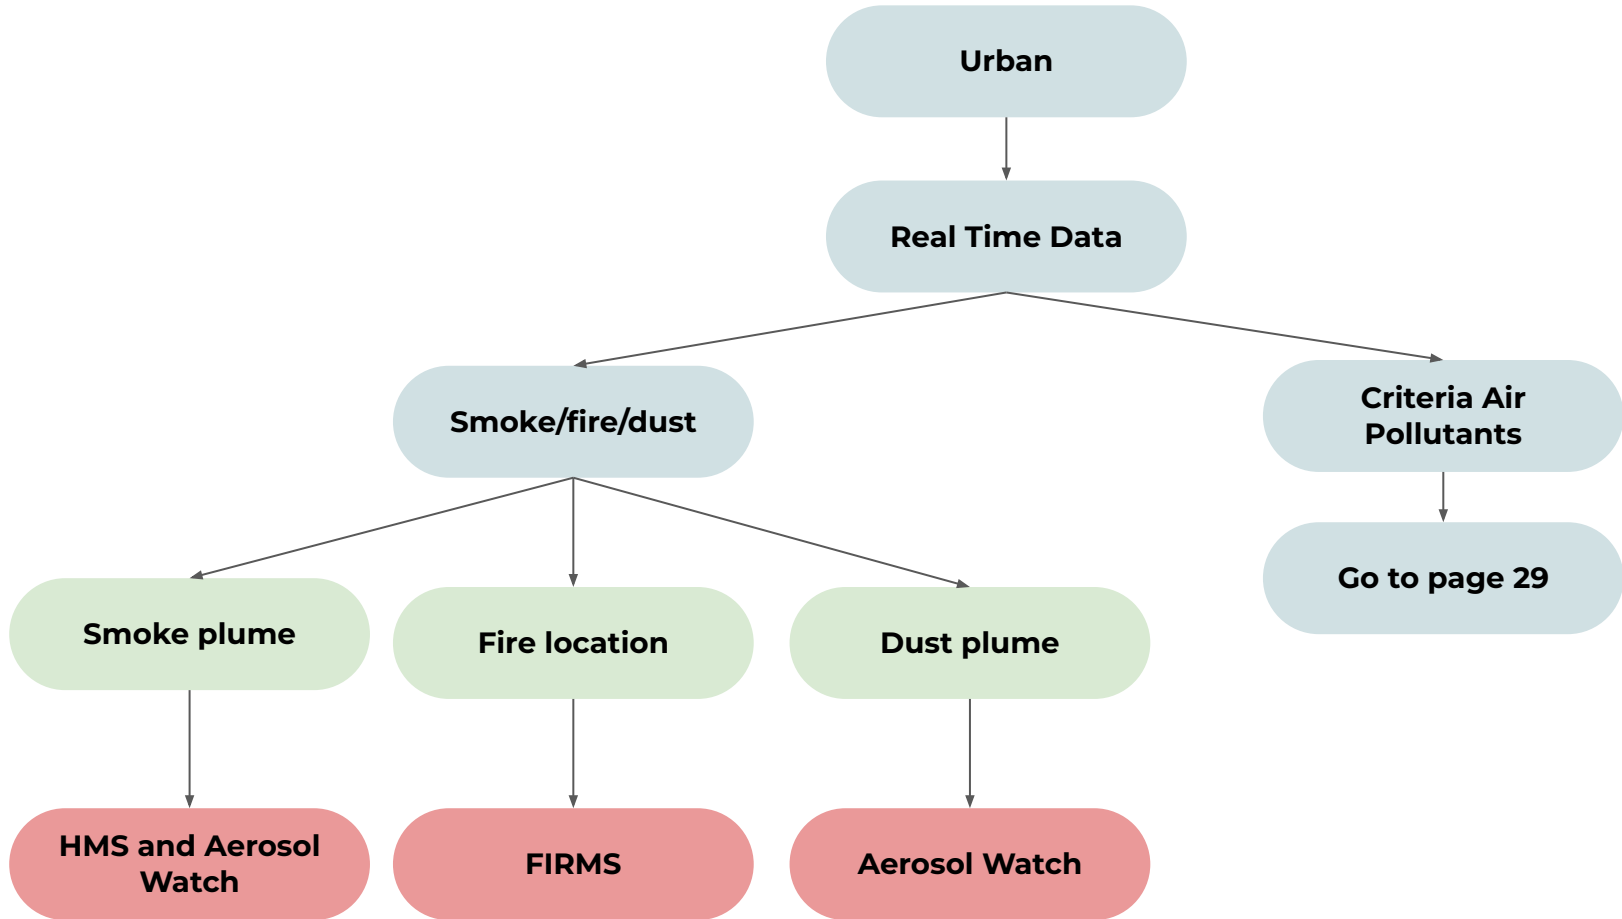 Urban
Real Time Data
Smoke/fire/dust
Criteria Air
Pollutants
Go to page 29
Smoke plume
Fire location
Dust plume
HMS and Aerosol
Watch
FIRMS
Aerosol Watch